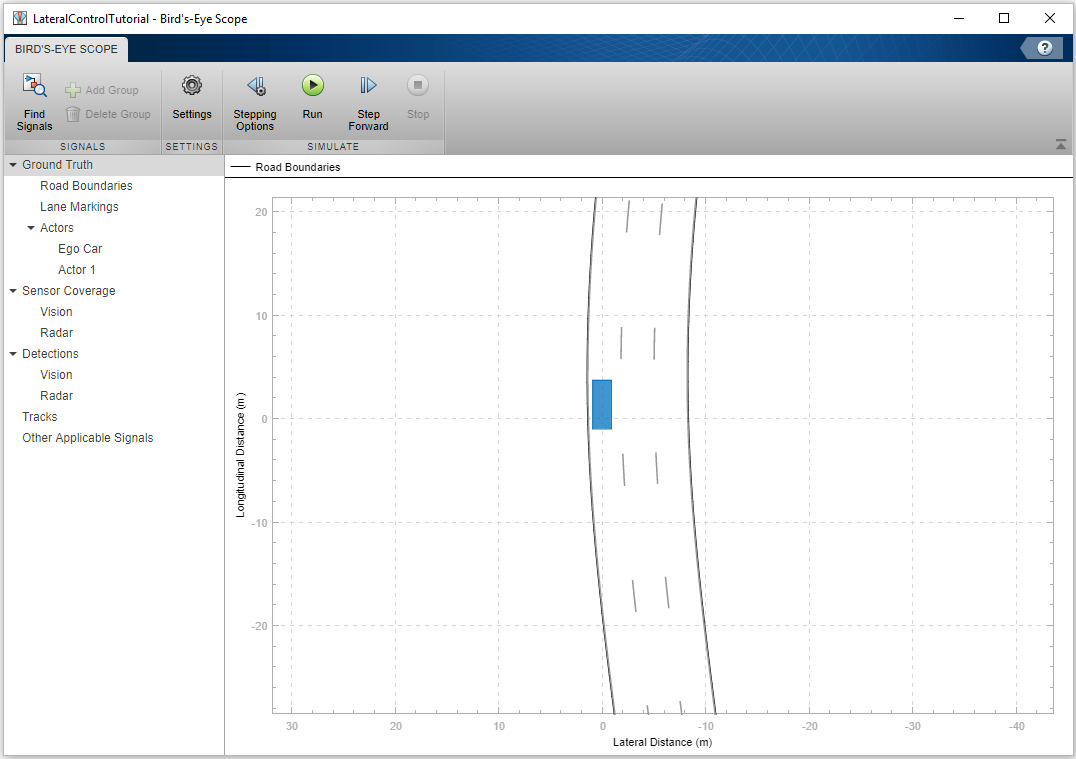 LateralControlTutorial - Bird's-Eye Scope
BIRD'S-EYE SCOPE
?
Find
Signals
Add Group
Delete Group
Settings
Stepping
Options
Run
Step
Forward
Stop
SIGNALS
SETTINGS
SIMULATE
Ground Truth
Road Boundaries
Lane Markings
Actors
Ego Car
Actor 1
Sensor Coverage
Vision
Radar
Detections
Vision
Radar
Tracks
Other Applicable Signals
Road Boundaries
20
10
0
-10
-20
Longitudinal Distance (m)
30
20
10
0
-10
-20
-30
-40
Lateral Distance (m)